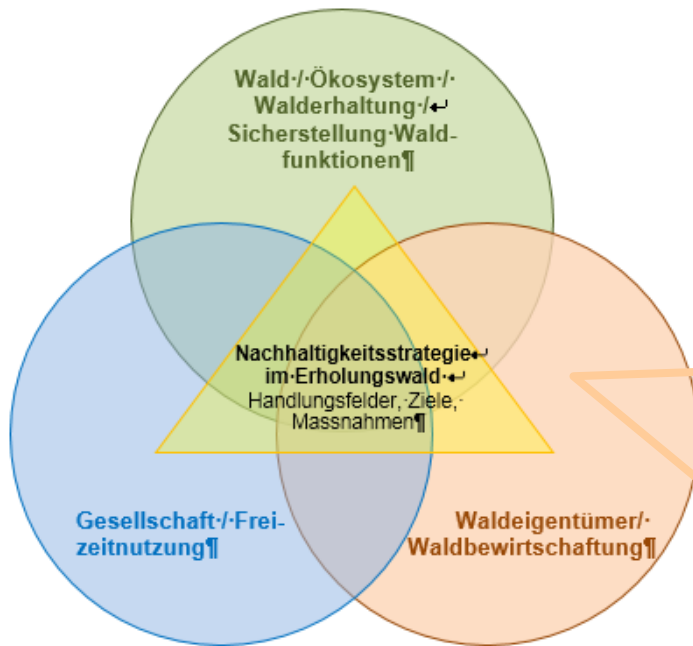 Wald·/·Ökosystem·/·
Walderhaltung·/↵
Sicherstellung·Wald-
funktionen¶
Nachhaltigkeitsstrategie↵
im·Erholungswald·↵
Handlungsfelder,·Ziele,·
Massnahmen¶
Gesellschaft·/·Frei-
zeitnutzung¶
Waldeigentümer/·
Waldbewirtschaftung¶